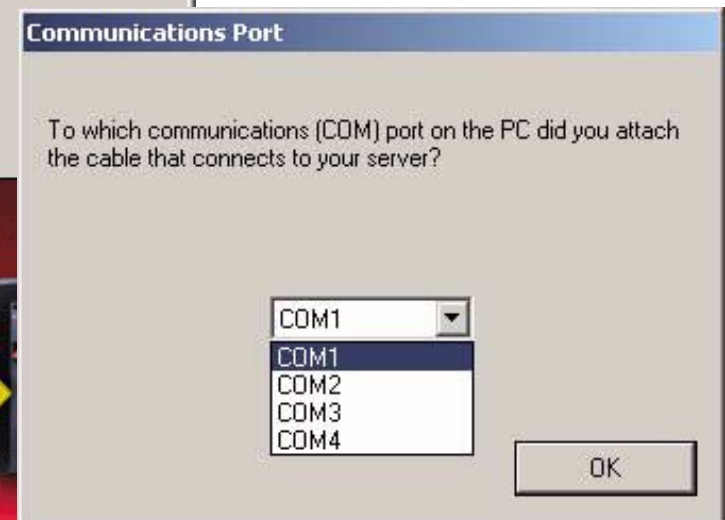 Communications Port
To which communications (COM) port on the PC did you attach
the cable that connects to your server?
COM1
COM1
COM2
COM3
COM4
OK